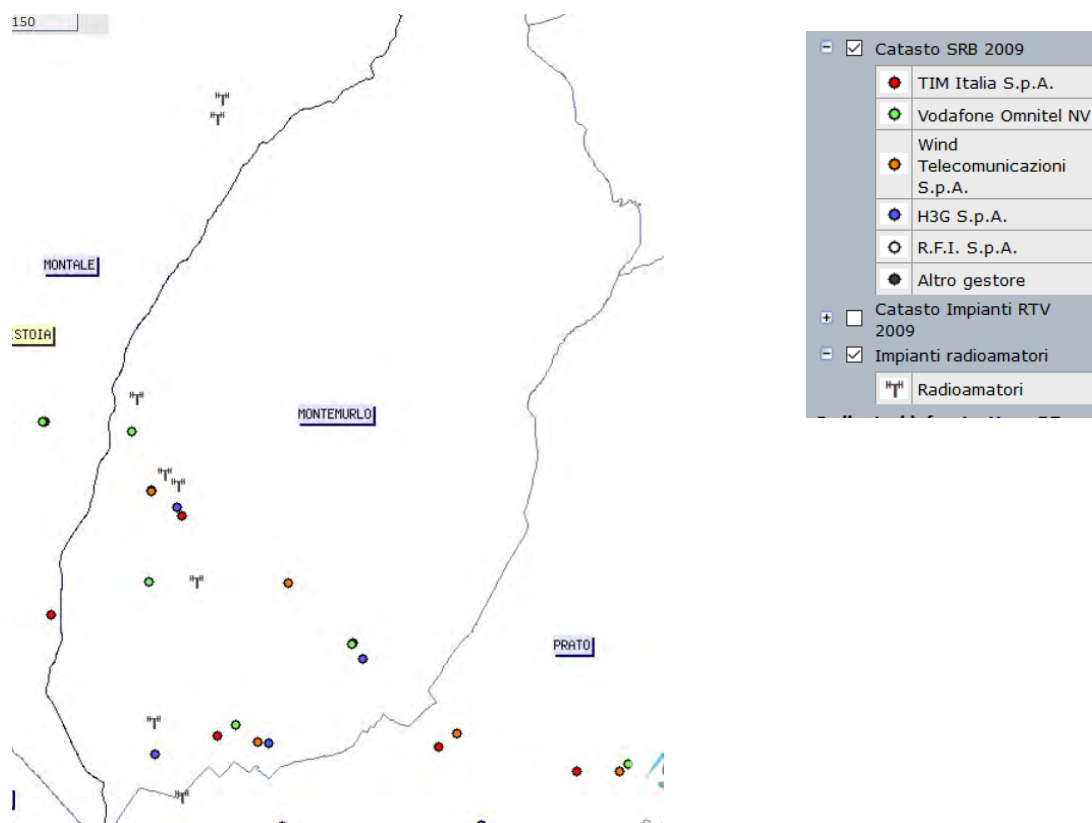 150
MONTALE
STOIA
MONTEMURLO
PRATO
Catasto SRB 2009
TIM Italia S.p.A.
Vodafone Omnitel NV
Wind
Telecomunicazioni
S.p.A.
H3G S.p.A.
R.F.I. S.p.A.
Altro gestore
Catasto Impianti RTV
2009
Impianti radioamatori
Radioamatori